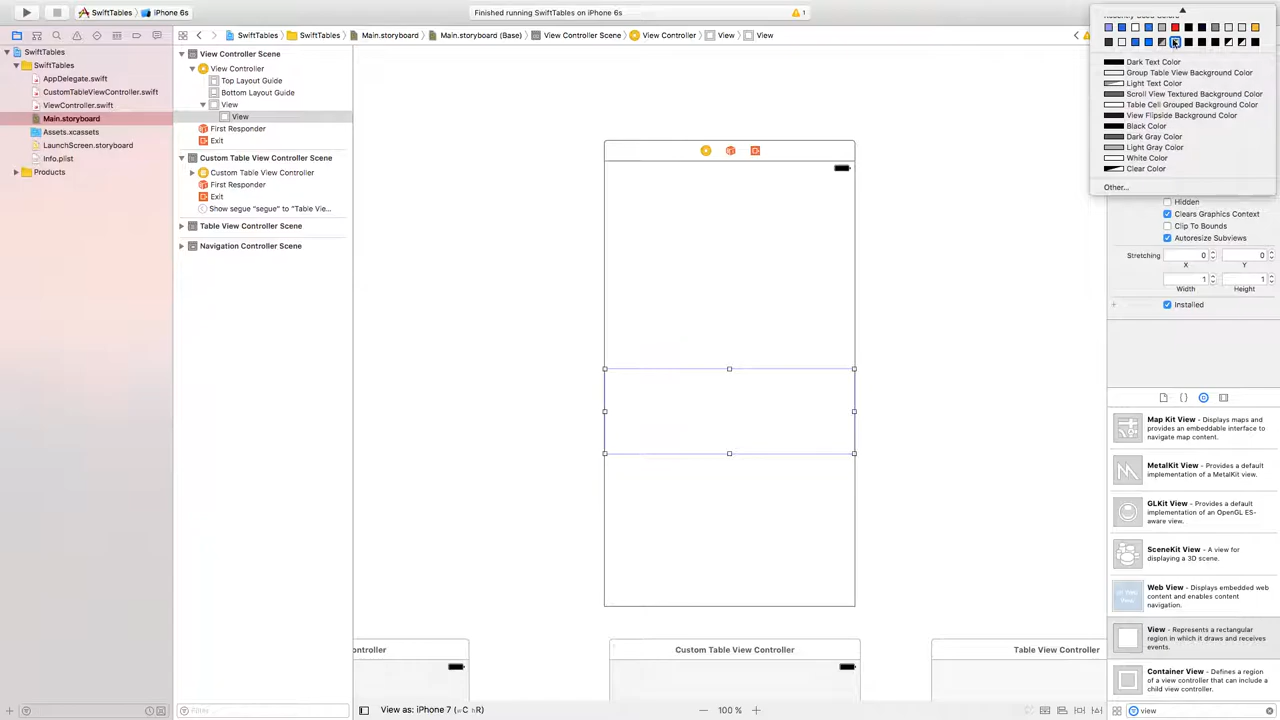 SwiftTables
iPhone 6s
Finished running SwiftTables on iPhone 6s
1
Recently Used Colors
SwiftTables
SwiftTables
Main.storyboard
Main.storyboard (Base)
View Controller Scene
View Controller
View
View
SwiftTables
SwiftTables
AppDelegate.swift
CustomTableViewController.swift
ViewController.swift
Main.storyboard
Assets.xcassets
LaunchScreen.storyboard
Info.plist
Products
View Controller Scene
View Controller
Top Layout Guide
Bottom Layout Guide
View
View
First Responder
Exit
Custom Table View Controller Scene
Custom Table View Controller
First Responder
Exit
Show segue "segue" to "Table Vie...
Table View Controller Scene
Navigation Controller Scene
Dark Text Color
Group Table View Background Color
Light Text Color
Scroll View Textured Background Color
Table Cell Grouped Background Color
View Flipside Background Color
Black Color
Dark Gray Color
Light Gray Color
White Color
Clear Color
Other...
Hidden
Clears Graphics Context
Clip To Bounds
Autoresize Subviews
Stretching 0 0
X Y
1 1
Width Height
Installed
Map Kit View - Displays maps and
provides an embeddable interface to
navigate map content.
MetalKit View - Provides a default
implementation of a MetalKit view.
GLKit View - Provides a default
implementation of an OpenGL ES-
aware view.
SceneKit View - A view for
displaying a 3D scene.
Web View - Displays embedded web
content and enables content
navigation.
View - Represents a rectangular
region in which it draws and receives
events.
Container View - Defines a region
of a view controller that can include a
child view controller.
ontroller
Custom Table View Controller
Table View Controller
Filter
View as: iPhone 7 (wC hR)
100 %
view